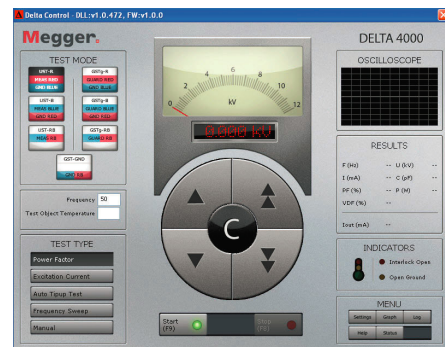 Delta Control - DLL:v1.0.472, FW:v1.0.0
Megger.
DELTA 4000
TEST MODE
UST-R
MEAS RED
GND BLUE
GSTg-R
GUARD RED
GND BLUE
UST-B
MEAS BLUE
GND RED
GSTg-B
GUARD BLUE
GND RED
UST-RB
MEAS RB
GSTg-RB
GUARD RB
GST-GND
GND RB
Frequency 50
Test Object Temperature
TEST TYPE
Power Factor
Excitation Current
Auto Tipup Test
Frequency Sweep
Manual
0 2 4 6 8 10 12
kV
0.000 kV
C
Start
(F9)
Stop
(F8)
OSCILLOSCOPE
RESULTS
F (Hz) -- U (kV) --
I (mA) -- C (pF) --
PF (%) -- P (W) --
VDF (%) --
Iout (mA) --
INDICATORS
Interlock Open
Open Ground
MENU
Settings Graph Log
Help Status